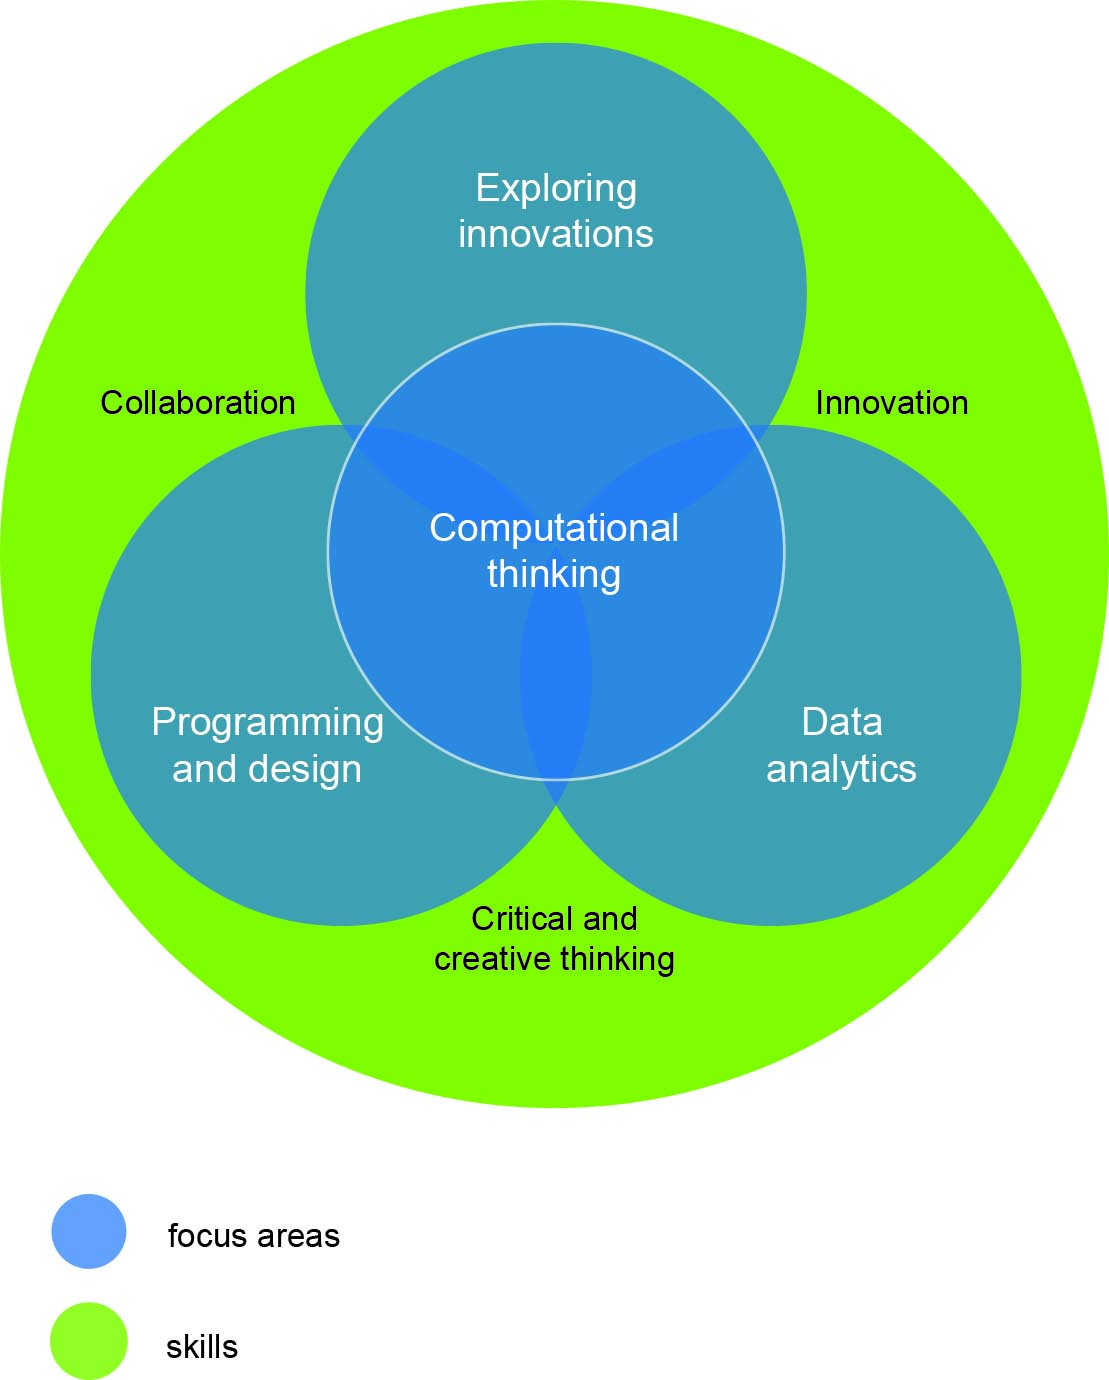 Exploring
innovations
Collaboration
Innovation
Computational
thinking
Programming
and design
Data
analytics
Critical and
creative thinking
focus areas
skills